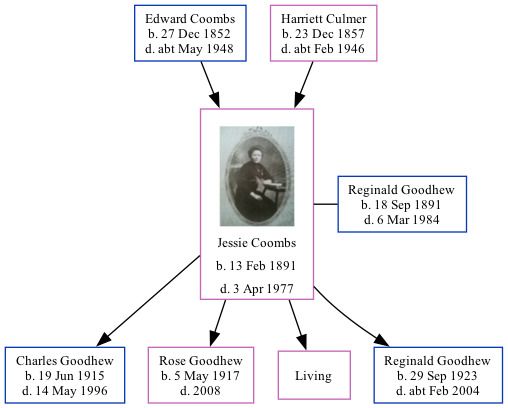 Edward Coombs
b. 27 Dec 1852
d. abt May 1948
Harriett Culmer
b. 23 Dec 1857
d. abt Feb 1946
Jessie Coombs
b. 13 Feb 1891
d. 3 Apr 1977
Reginald Goodhew
b. 18 Sep 1891
d. 6 Mar 1984
Charles Goodhew
b. 19 Jun 1915
d. 14 May 1996
Rose Goodhew
b. 5 May 1917
d. 2008
Living
Reginald Goodhew
b. 29 Sep 1923
d. abt Feb 2004